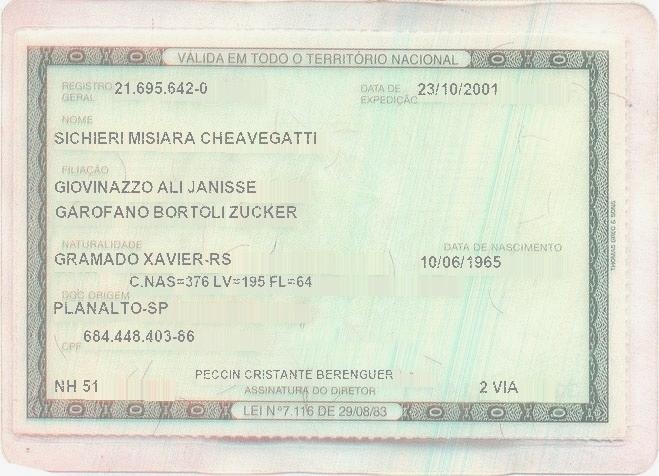 VÁLIDA EM TODO O TERRITÓRIO NACIONAL
REGISTRO GERAL 21.695.642-0 DATA DE EXPEDIÇÃO 23/10/2001
NOME
SICHIERI MISIARA CHEAVEGATTI
FILIAÇÃO
GIOVINAZZO ALI JANISSE
GAROFANO BORTOLI ZUCKER
NATURALIDADE DATA DE NASCIMENTO
GRAMADO XAVIER-RS 10/06/1965
C.NAS=376 LV=195 FL=64
DOC ORIGEM
PLANALTO-SP
684.448.403-86
CPF
PECCIN CRISTANTE BERENGUER
NH 51 ASSINATURA DO DIRETOR 2 VIA
LEI Nº 7.116 DE 29/08/83
THOMAS GREG & SONS